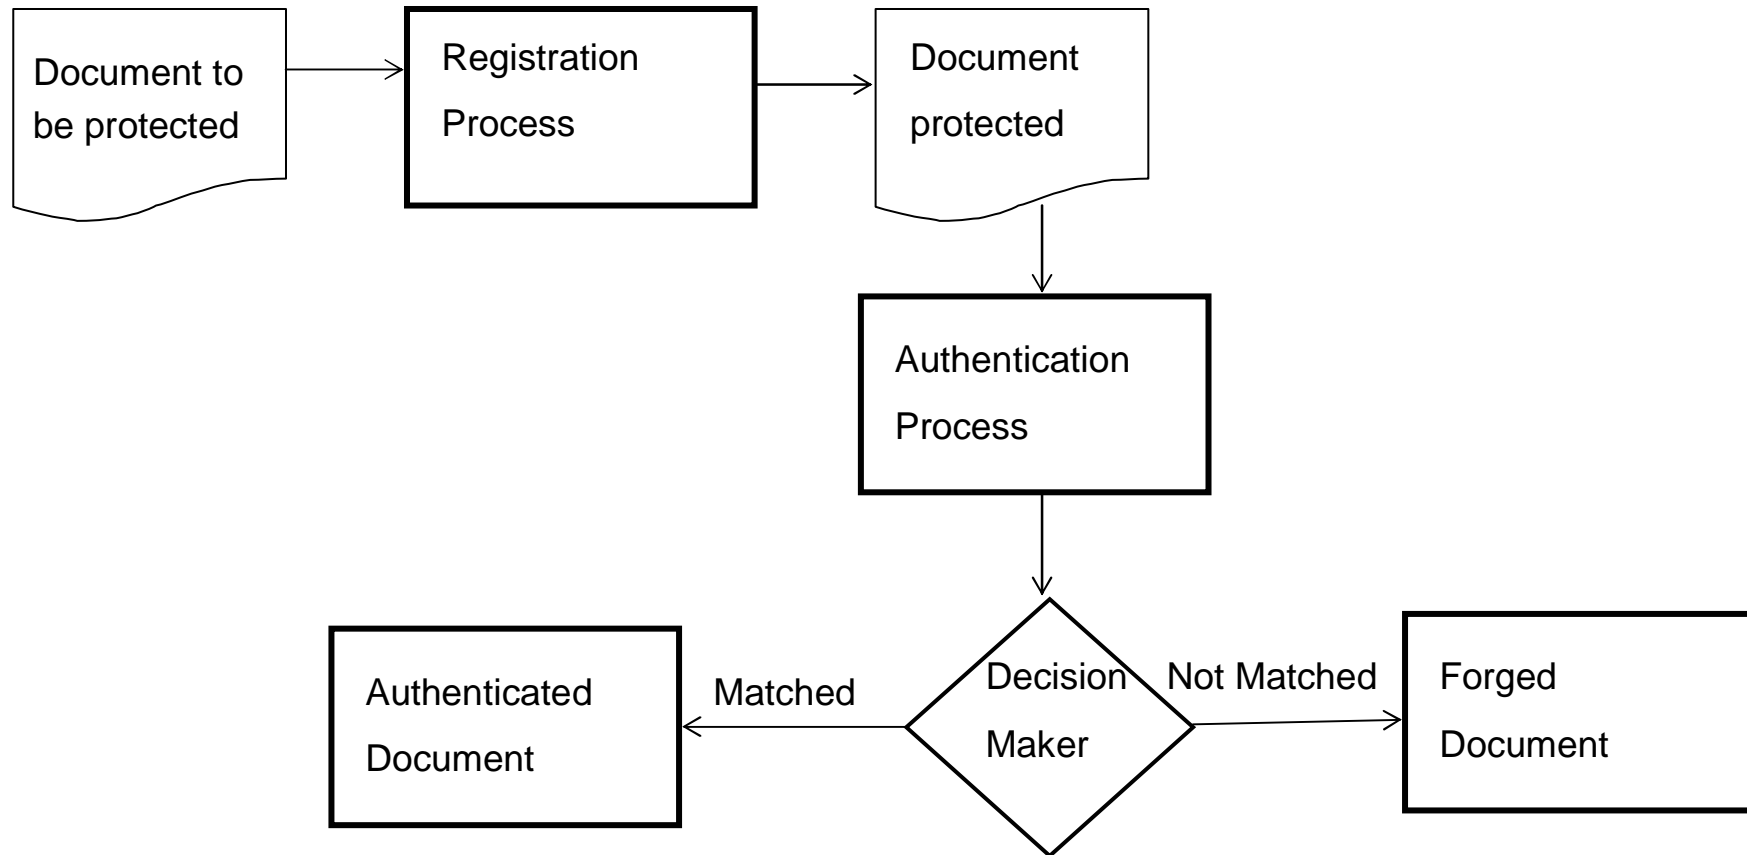 Document to
be protected
Registration
Process
Document
protected
Authentication
Process
Authenticated
Document
Matched
Decision
Maker
Not Matched
Forged
Document